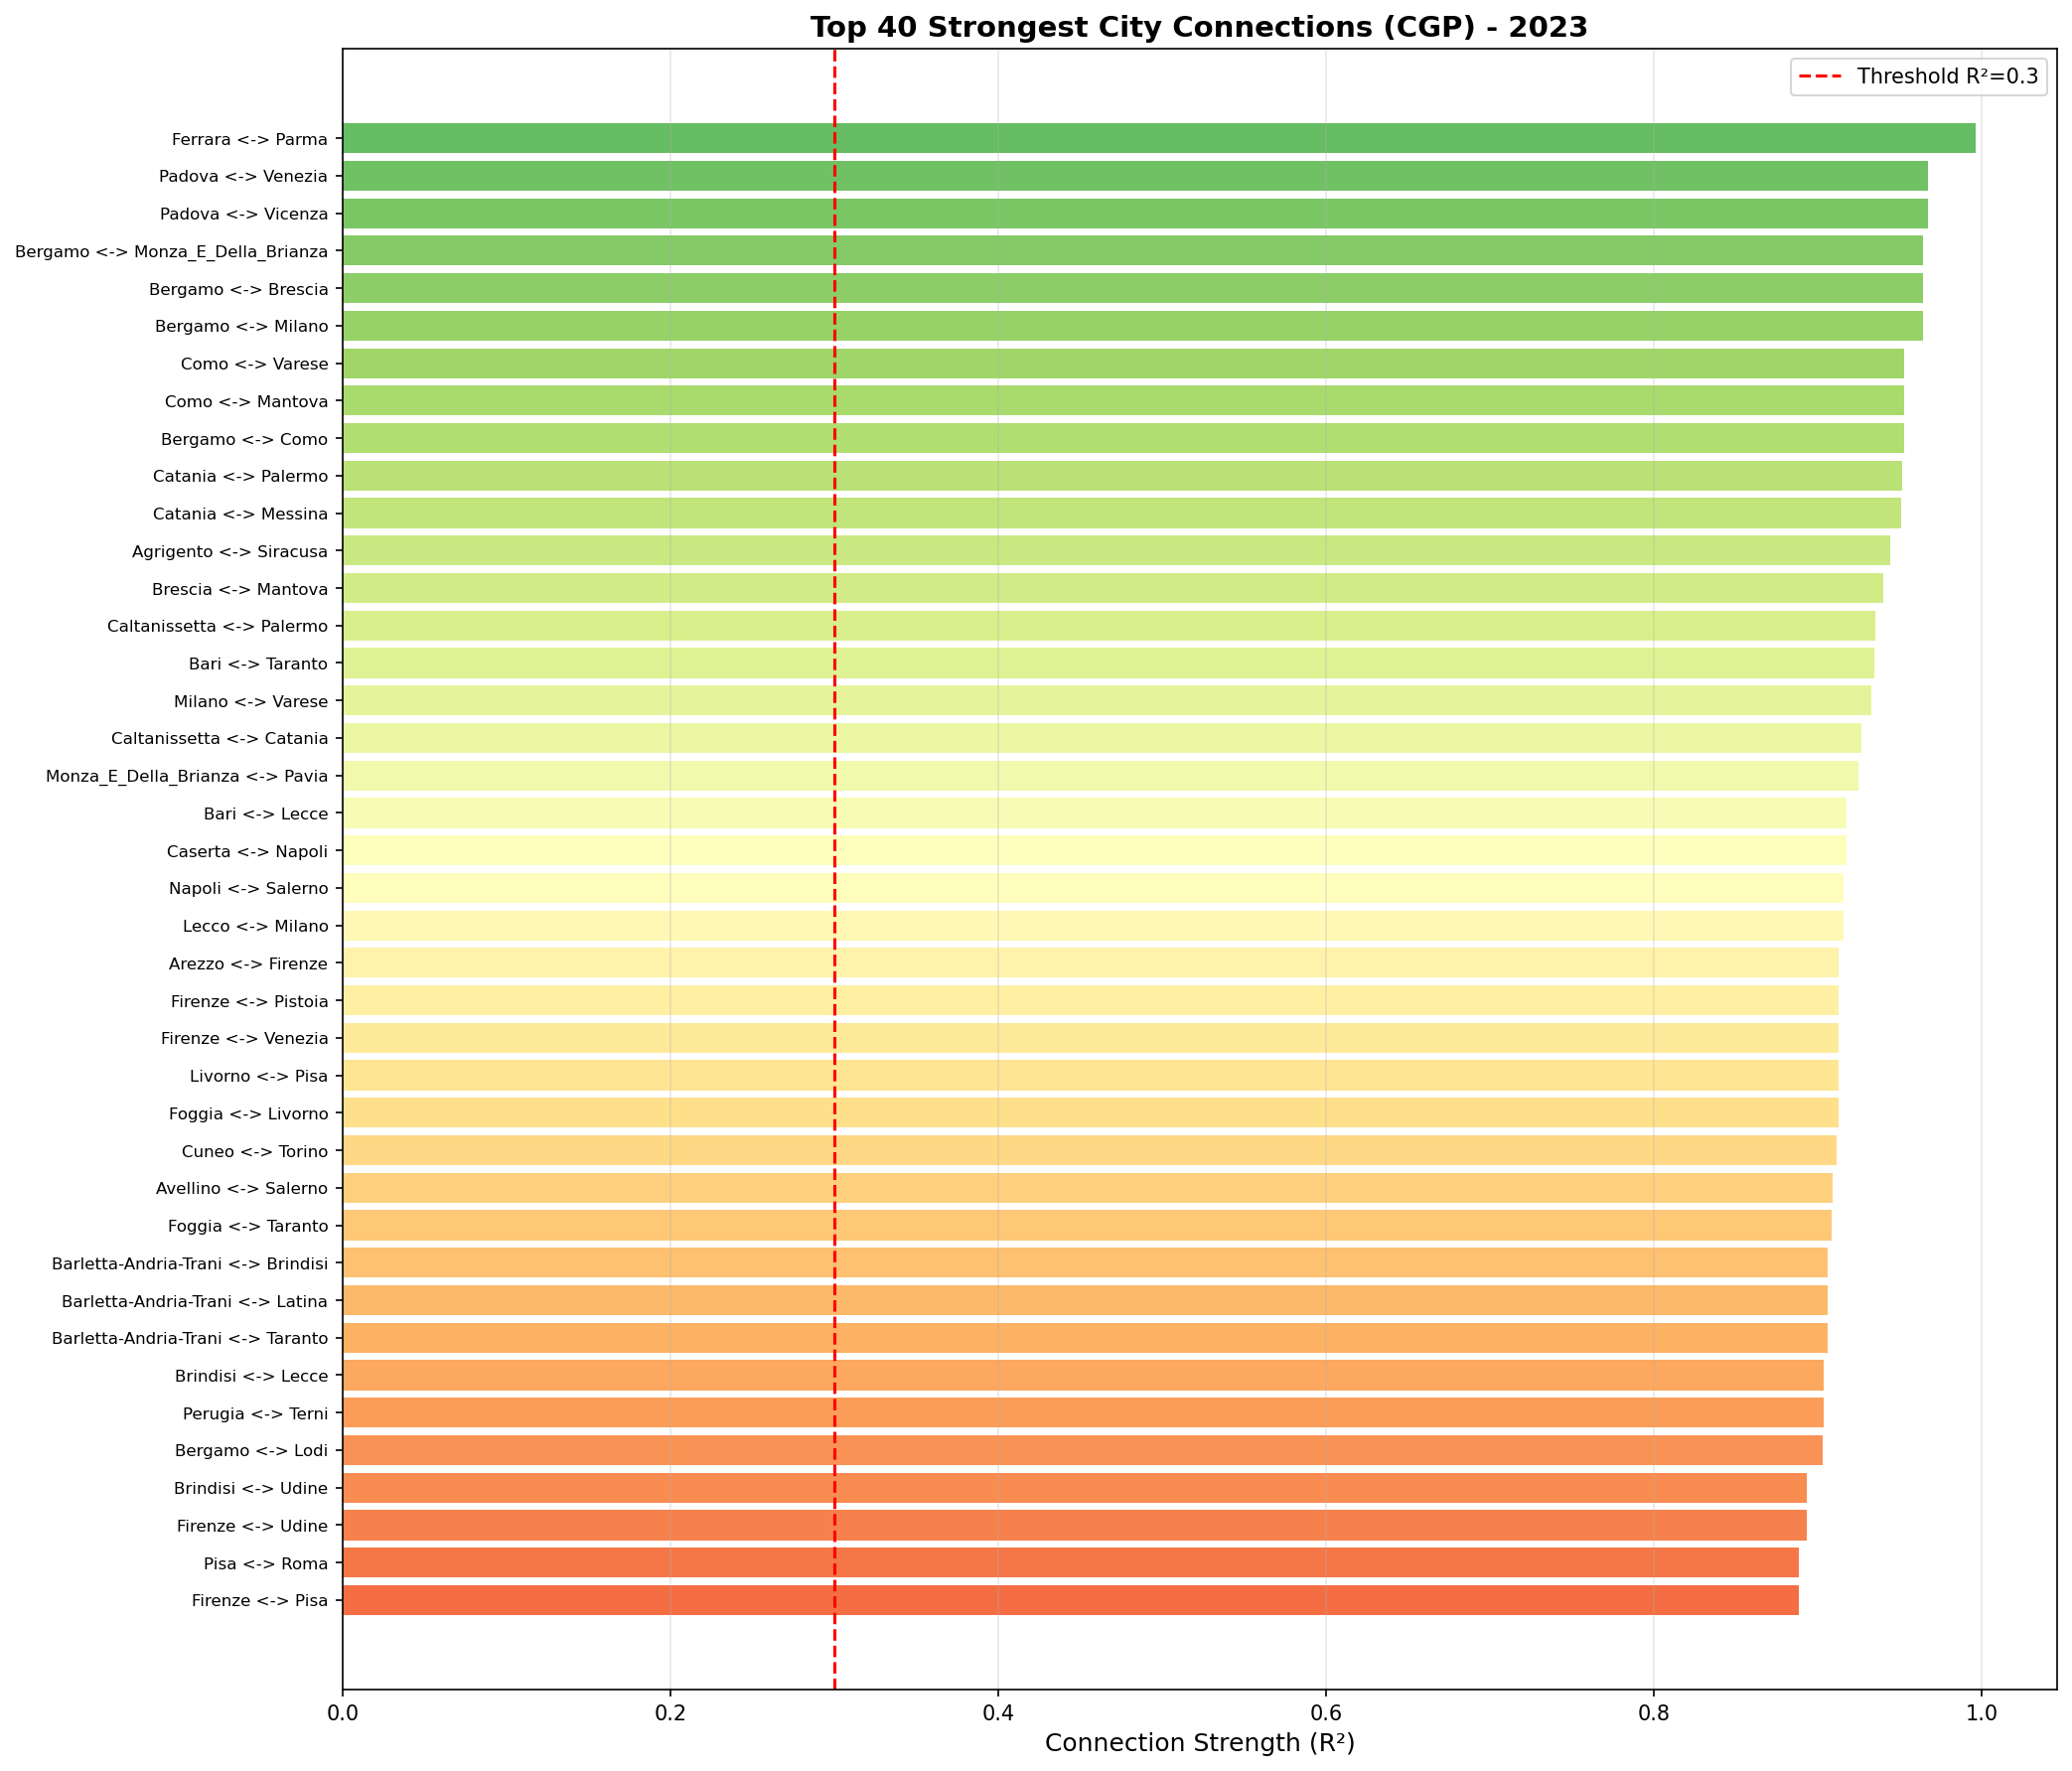 Top 40 Strongest City Connections (CGP) - 2023
Threshold R²=0.3
Ferrara <-> Parma
Padova <-> Venezia
Padova <-> Vicenza
Bergamo <-> Monza_E_Della_Brianza
Bergamo <-> Brescia
Bergamo <-> Milano
Como <-> Varese
Como <-> Mantova
Bergamo <-> Como
Catania <-> Palermo
Catania <-> Messina
Agrigento <-> Siracusa
Brescia <-> Mantova
Caltanissetta <-> Palermo
Bari <-> Taranto
Milano <-> Varese
Caltanissetta <-> Catania
Monza_E_Della_Brianza <-> Pavia
Bari <-> Lecce
Caserta <-> Napoli
Napoli <-> Salerno
Lecco <-> Milano
Arezzo <-> Firenze
Firenze <-> Pistoia
Firenze <-> Venezia
Livorno <-> Pisa
Foggia <-> Livorno
Cuneo <-> Torino
Avellino <-> Salerno
Foggia <-> Taranto
Barletta-Andria-Trani <-> Brindisi
Barletta-Andria-Trani <-> Latina
Barletta-Andria-Trani <-> Taranto
Brindisi <-> Lecce
Perugia <-> Terni
Bergamo <-> Lodi
Brindisi <-> Udine
Firenze <-> Udine
Pisa <-> Roma
Firenze <-> Pisa
0.0 0.2 0.4 0.6 0.8 1.0
Connection Strength (R²)